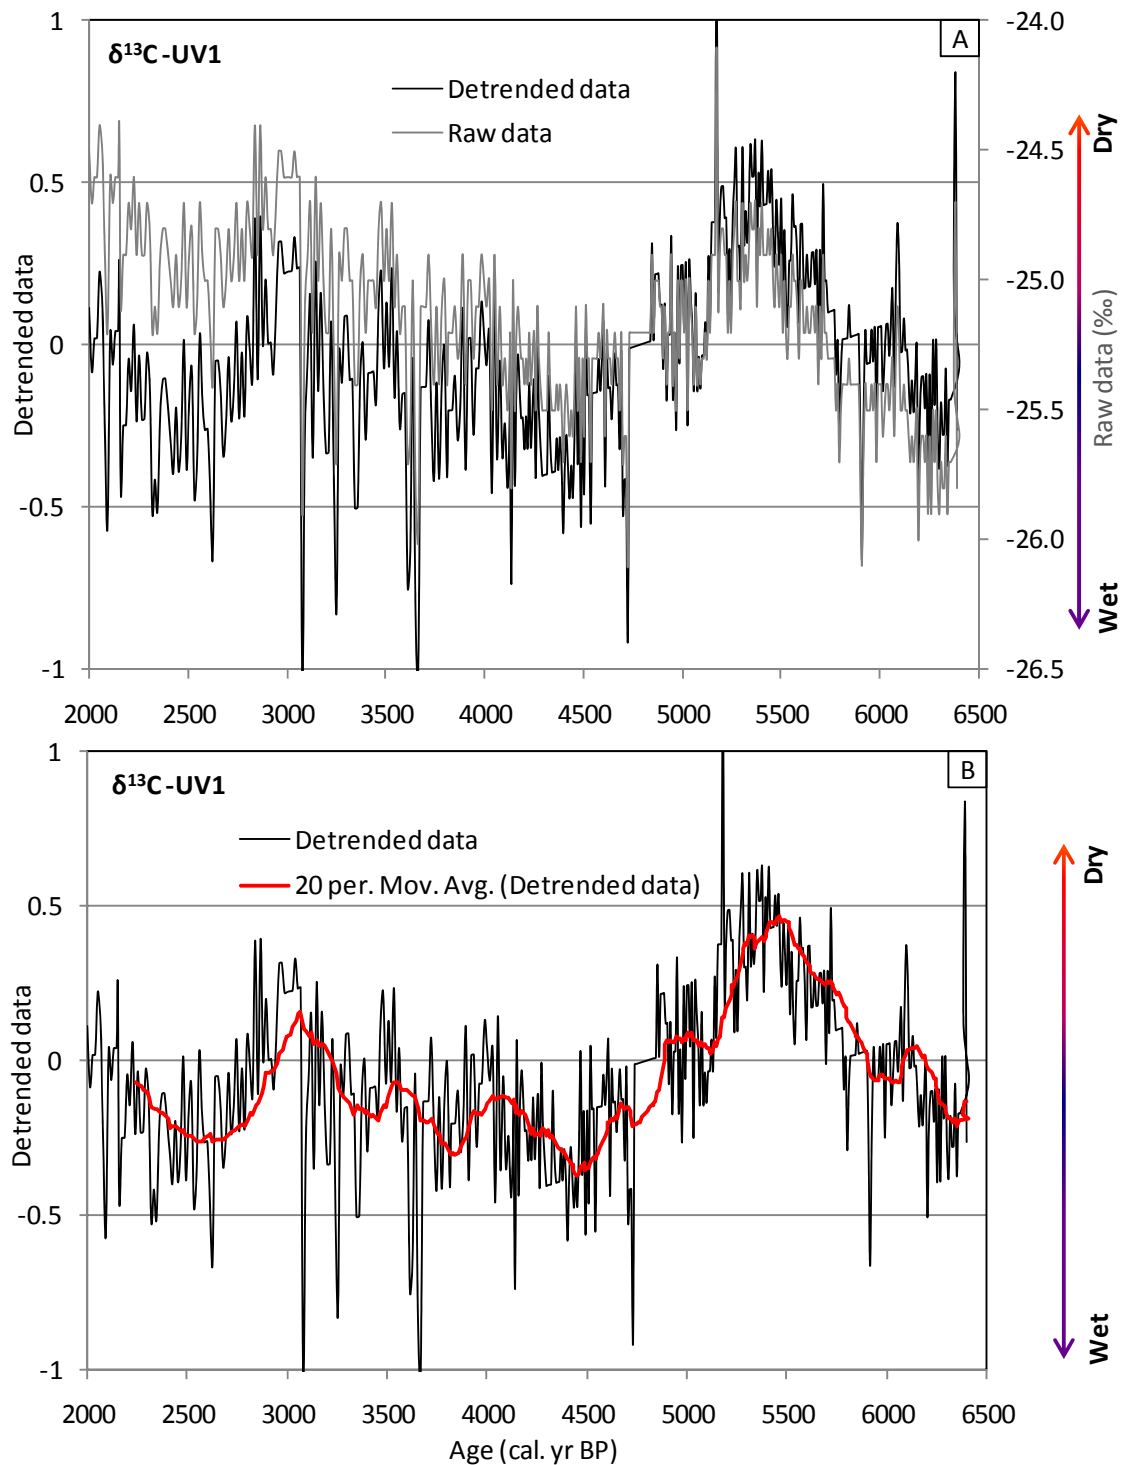 δ¹³C-UV1
A
Detrended data
Raw data
1
0.5
0
-0.5
-1
Detrended data
-24.0
-24.5
-25.0
-25.5
-26.0
-26.5
Raw data (‰)
Dry
Wet
2000 2500 3000 3500 4000 4500 5000 5500 6000 6500
δ¹³C-UV1
B
Detrended data
20 per. Mov. Avg. (Detrended data)
1
0.5
0
-0.5
-1
Detrended data
Dry
Wet
2000 2500 3000 3500 4000 4500 5000 5500 6000 6500
Age (cal. yr BP)